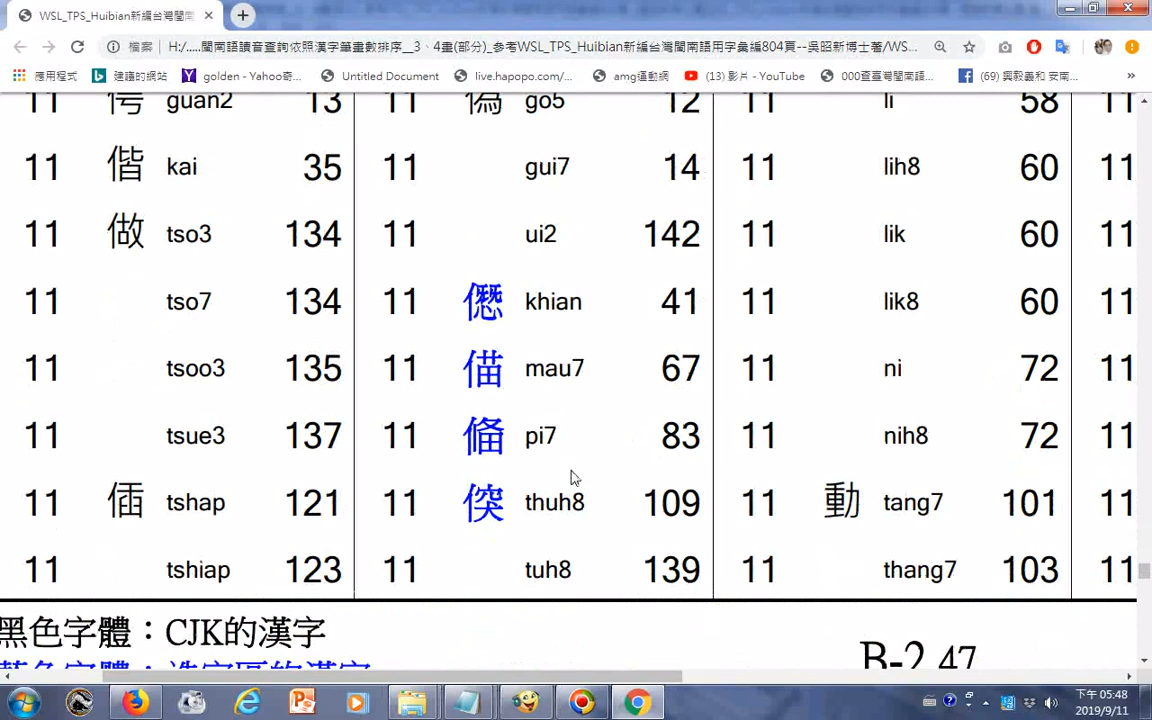 WSL_TPS_Huibian新編台灣閩南
檔案 H:/.....閩南語讀音查詢依照漢字筆畫數排序__3、4畫(部分)_參考WSL_TPS_Huibian新編台灣閩南語用字彙編804頁--吳昭新博士著/WS...
應用程式 建議的網站 golden - Yahoo奇... Untitled Document live.hapopo.com/... amg運動網 (13) 影片 - YouTube 000查臺灣閩南語... (69) 興毅義和 安南... »
11 guan2 13 11 偽 go5 12 11 li 58 11
11 偕 kai 35 11 gui7 14 11 lih8 60 11
11 做 tso3 134 11 ui2 142 11 lik 60 11
11 tso7 134 11 khian 41 11 lik8 60 11
11 tsoo3 135 11 mau7 67 11 ni 72 11
11 tsue3 137 11 pi7 83 11 nih8 72 11
11 tshap 121 11 thuh8 109 11 動 tang7 101 11
11 tshiap 123 11 tuh8 139 11 thang7 103 11
黑色字體：CJK的漢字
B-2 47
下午 05:48
2019/9/11